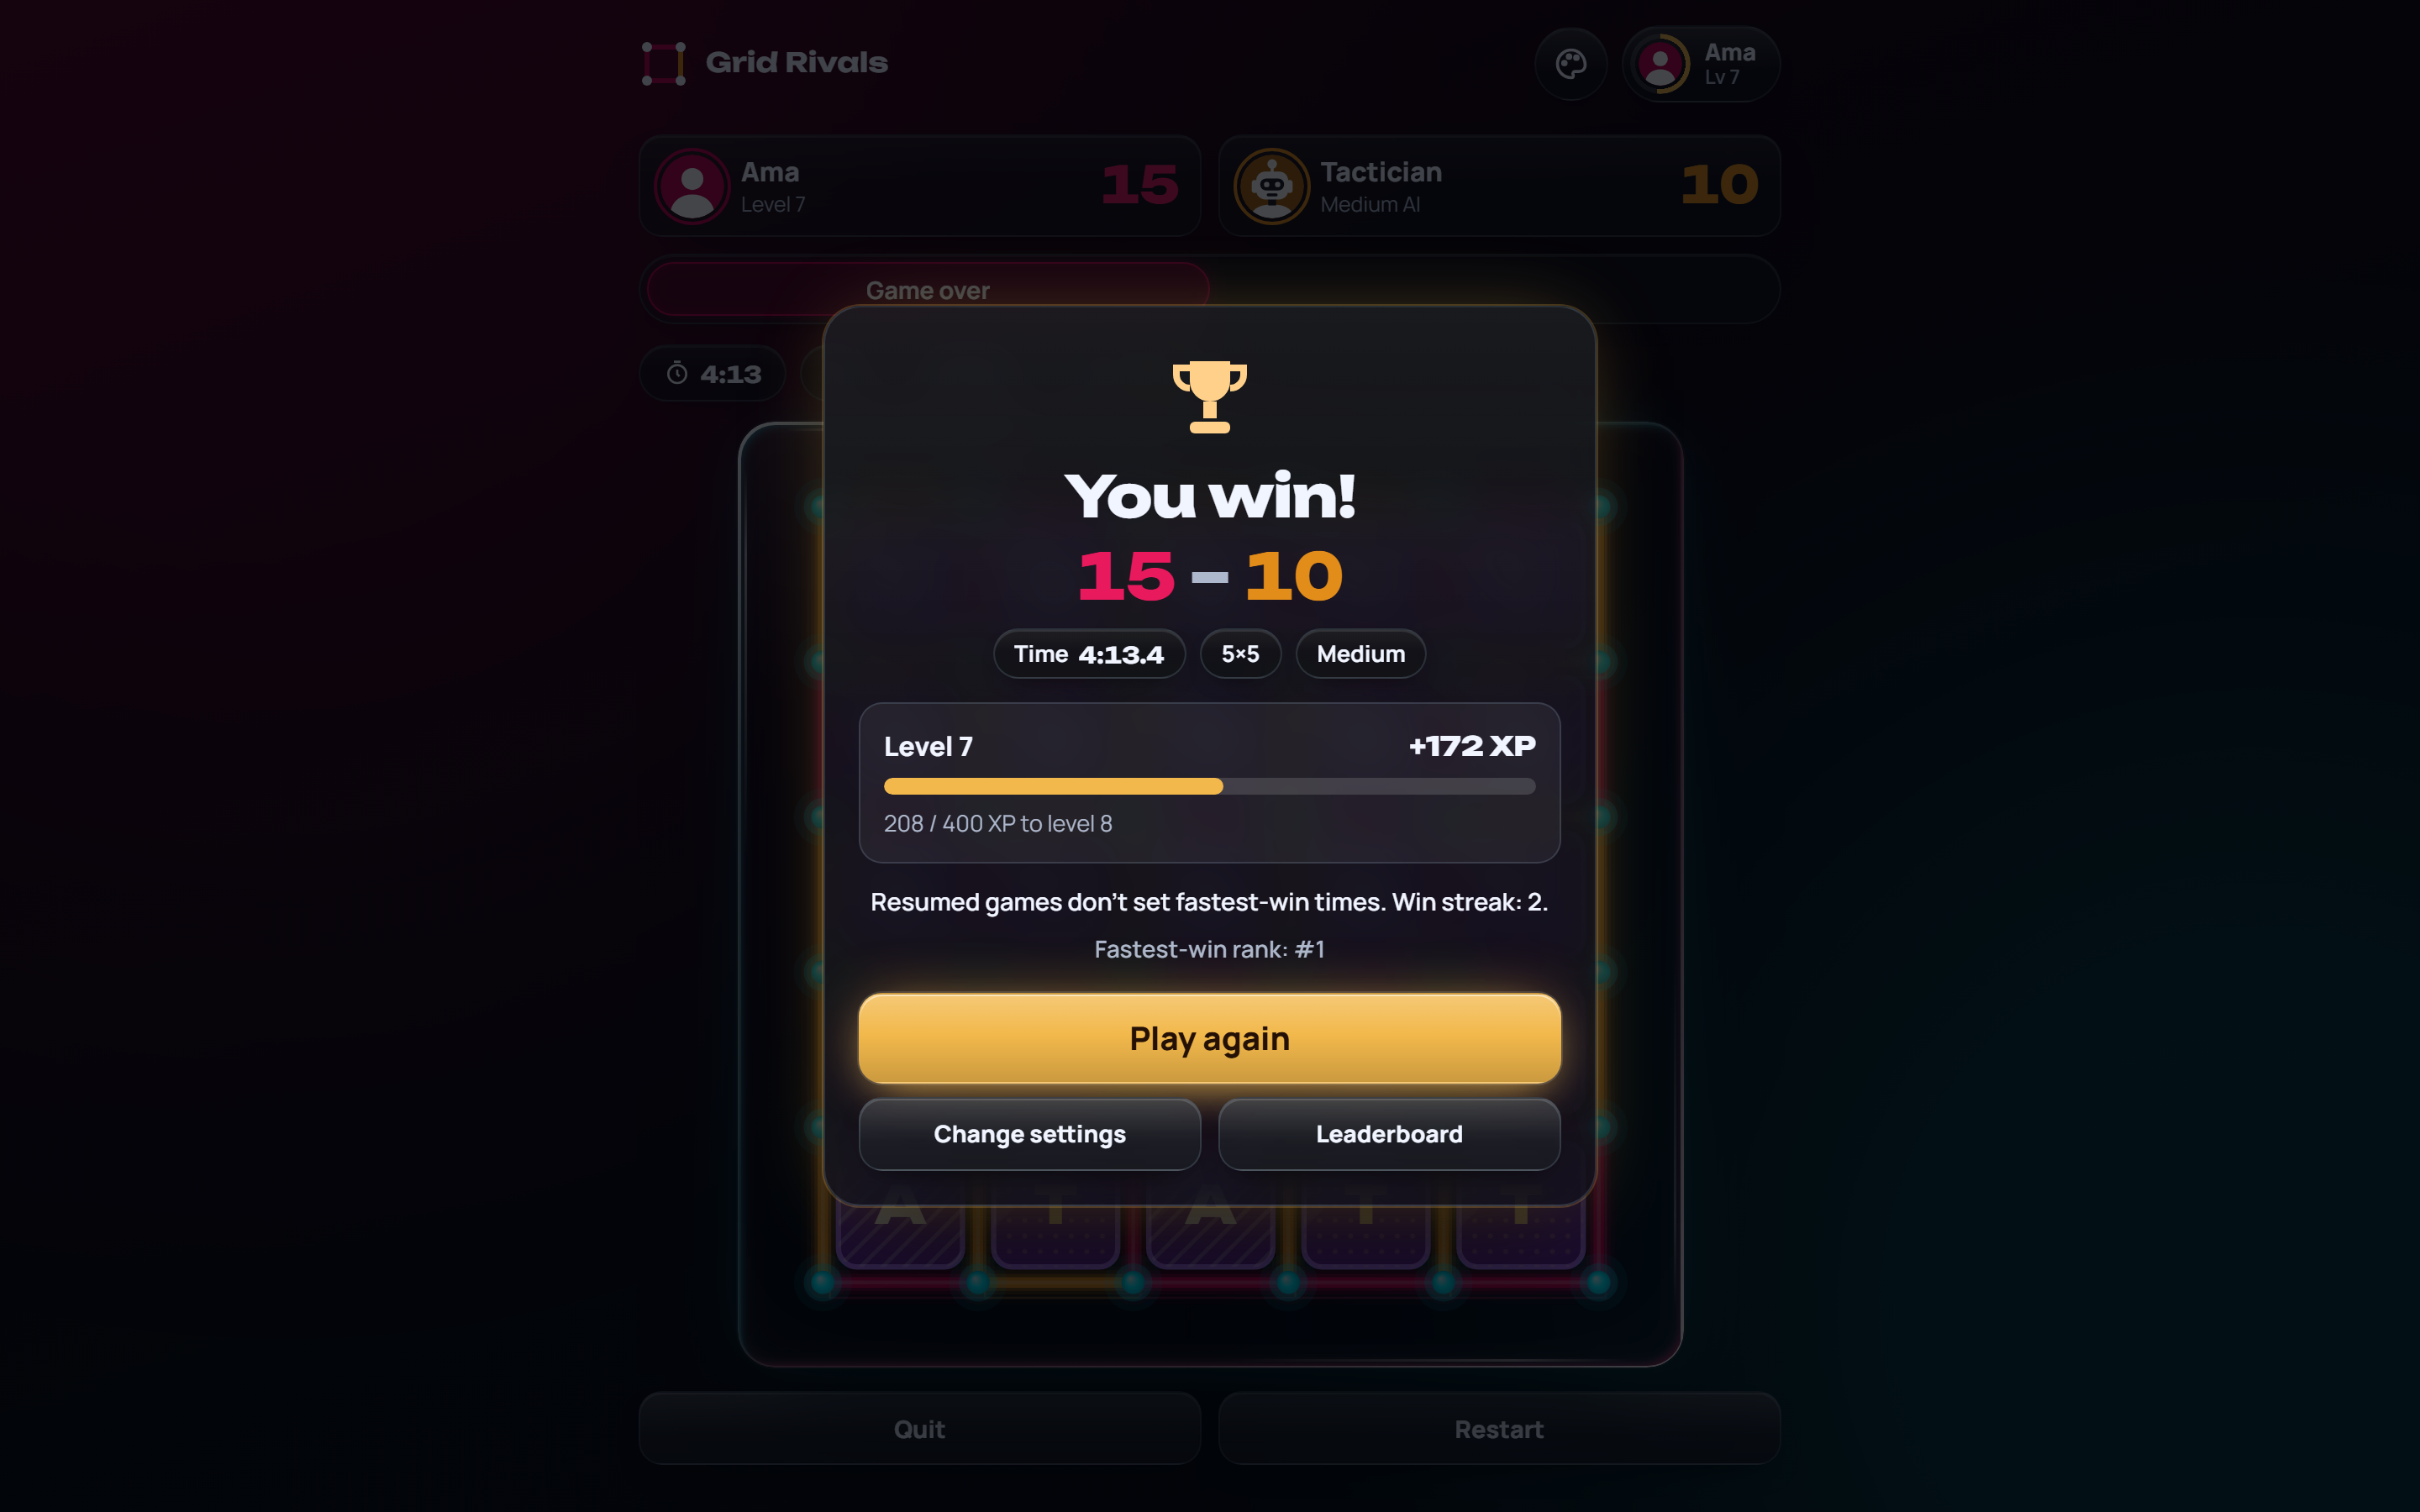 Grid Rivals
Ama
Lv 7
Ama
Level 7
15
Tactician
Medium AI
10
Game over
4:13
You win!
15 – 10
Time 4:13.4
5×5
Medium
Level 7
+172 XP
208 / 400 XP to level 8
Resumed games don’t set fastest-win times. Win streak: 2.
Fastest-win rank: #1
Play again
Change settings
Leaderboard
A T A T T
Quit
Restart